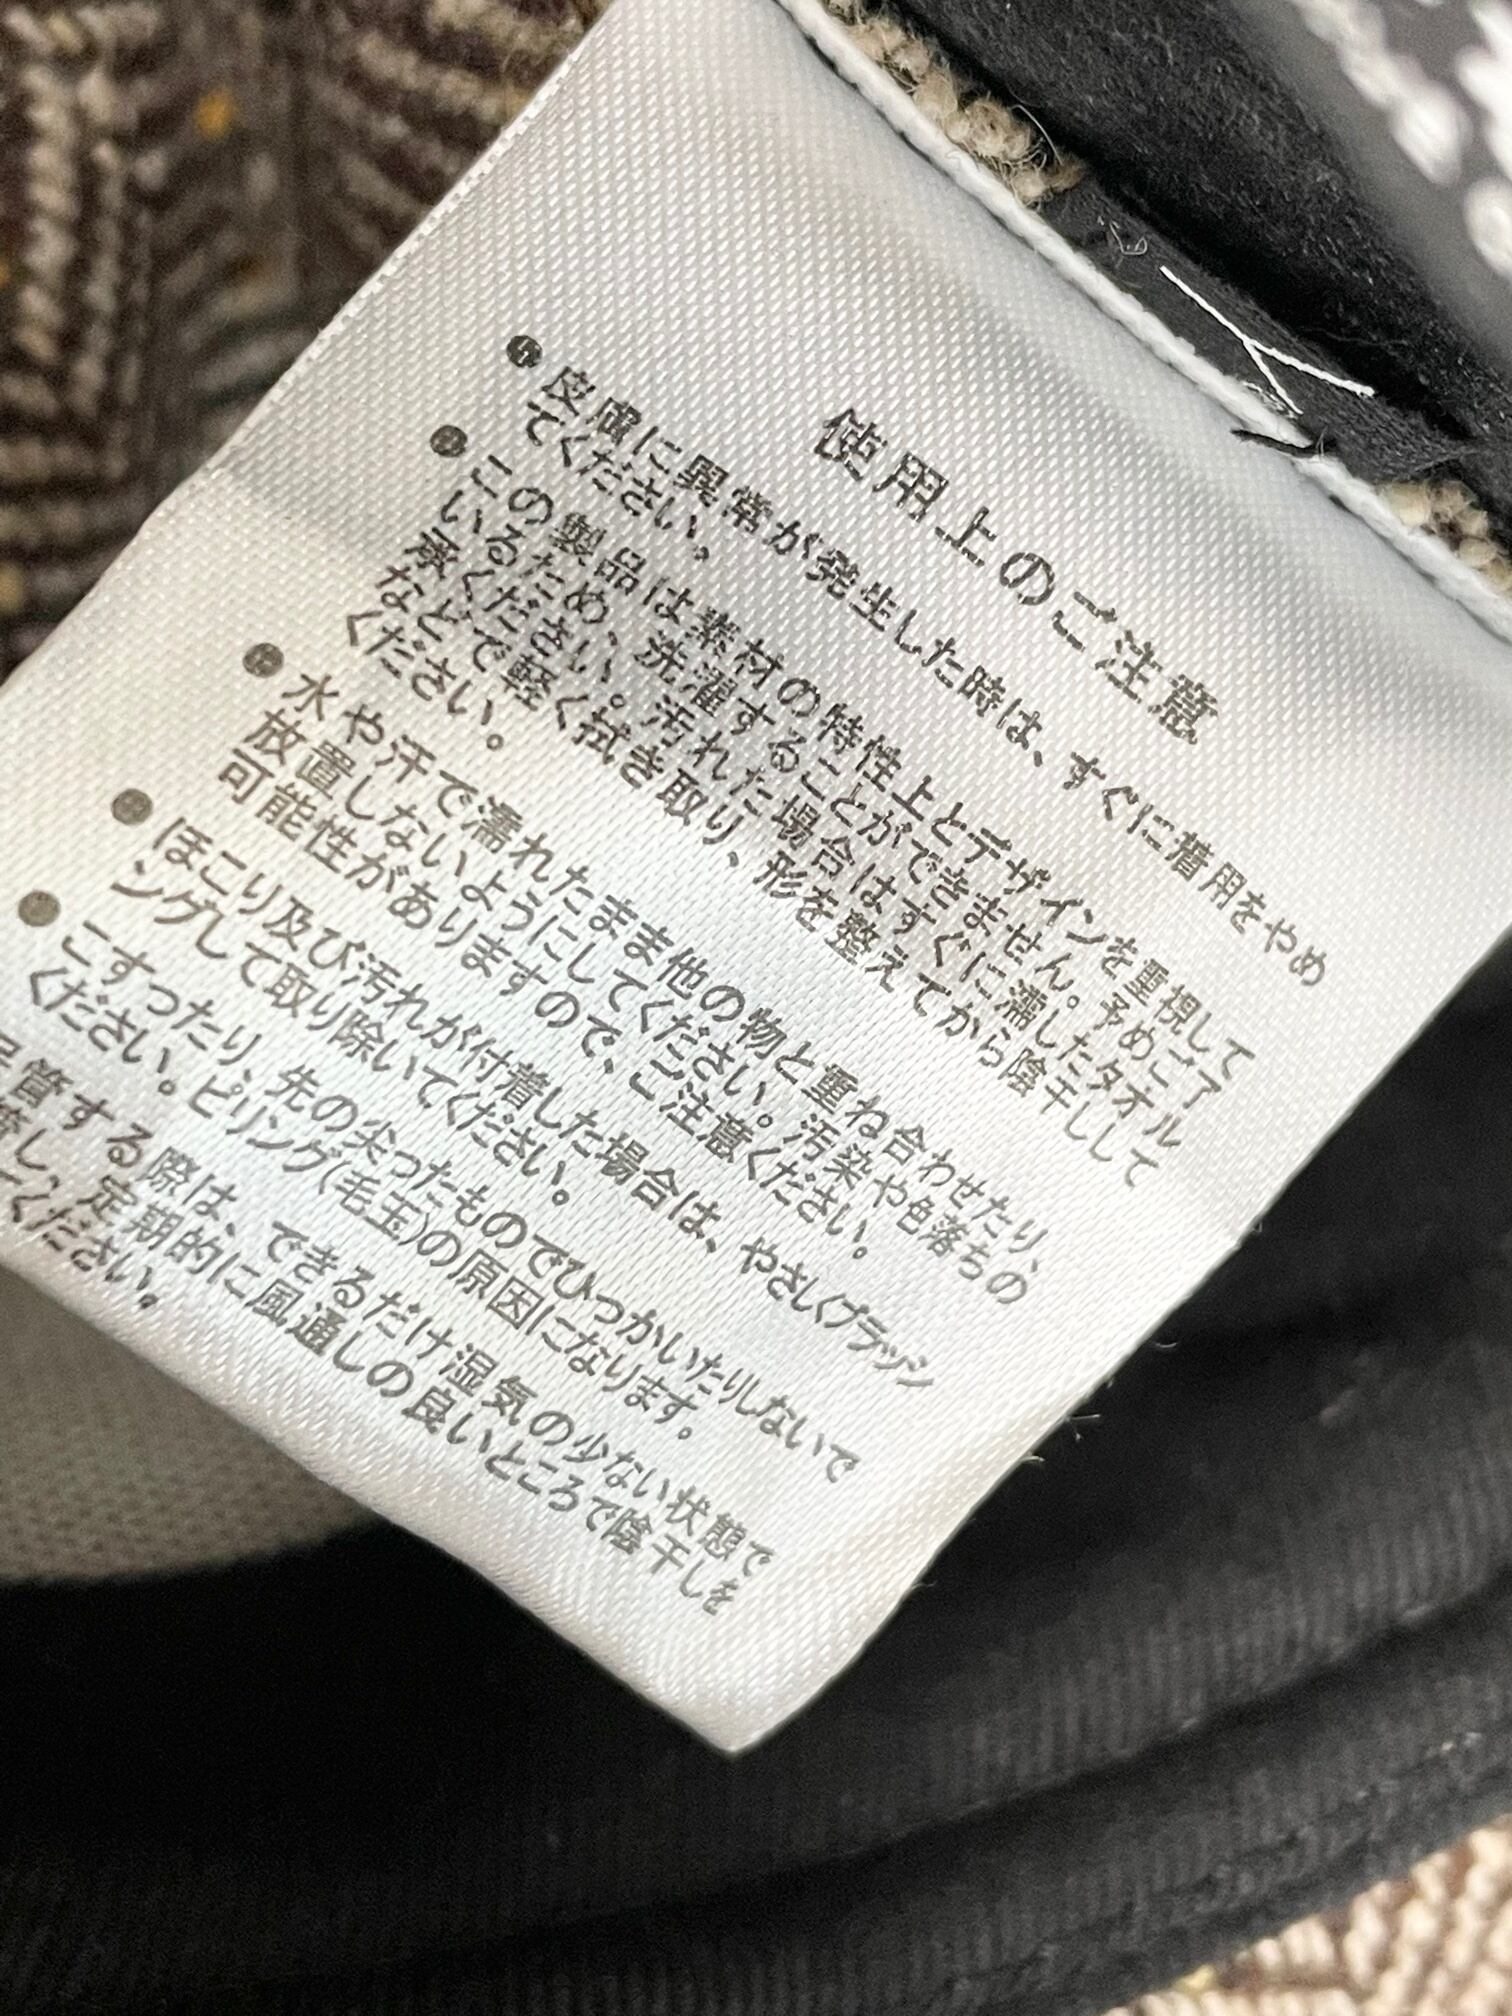 使用上のご注意
●皮膚に異常が発生した時は、すぐに着用をやめ
てください。
●この製品は素材の特性上とデザインを重視して
いるため、洗濯することができません。予めご了
承ください。汚れた場合はすぐに濡したタオル
などで軽く拭き取り、形を整えてから陰干しして
ください。
●水や汗で濡れたまま他の物と重ね合わせたり、
放置しないようにしてください。汚染や色落ちの
可能性がありますので、ご注意ください。
●ほこり及び汚れが付着した場合は、やさしくブラッシ
ングして取り除いてください。
●こすったり、先の尖ったものでひっかいたりしないで
ください。ピリング(毛玉)の原因になります。
管する際は、できるだけ湿気の少ない状態で
し、定期的に風通しの良いところで陰干しを
てください。